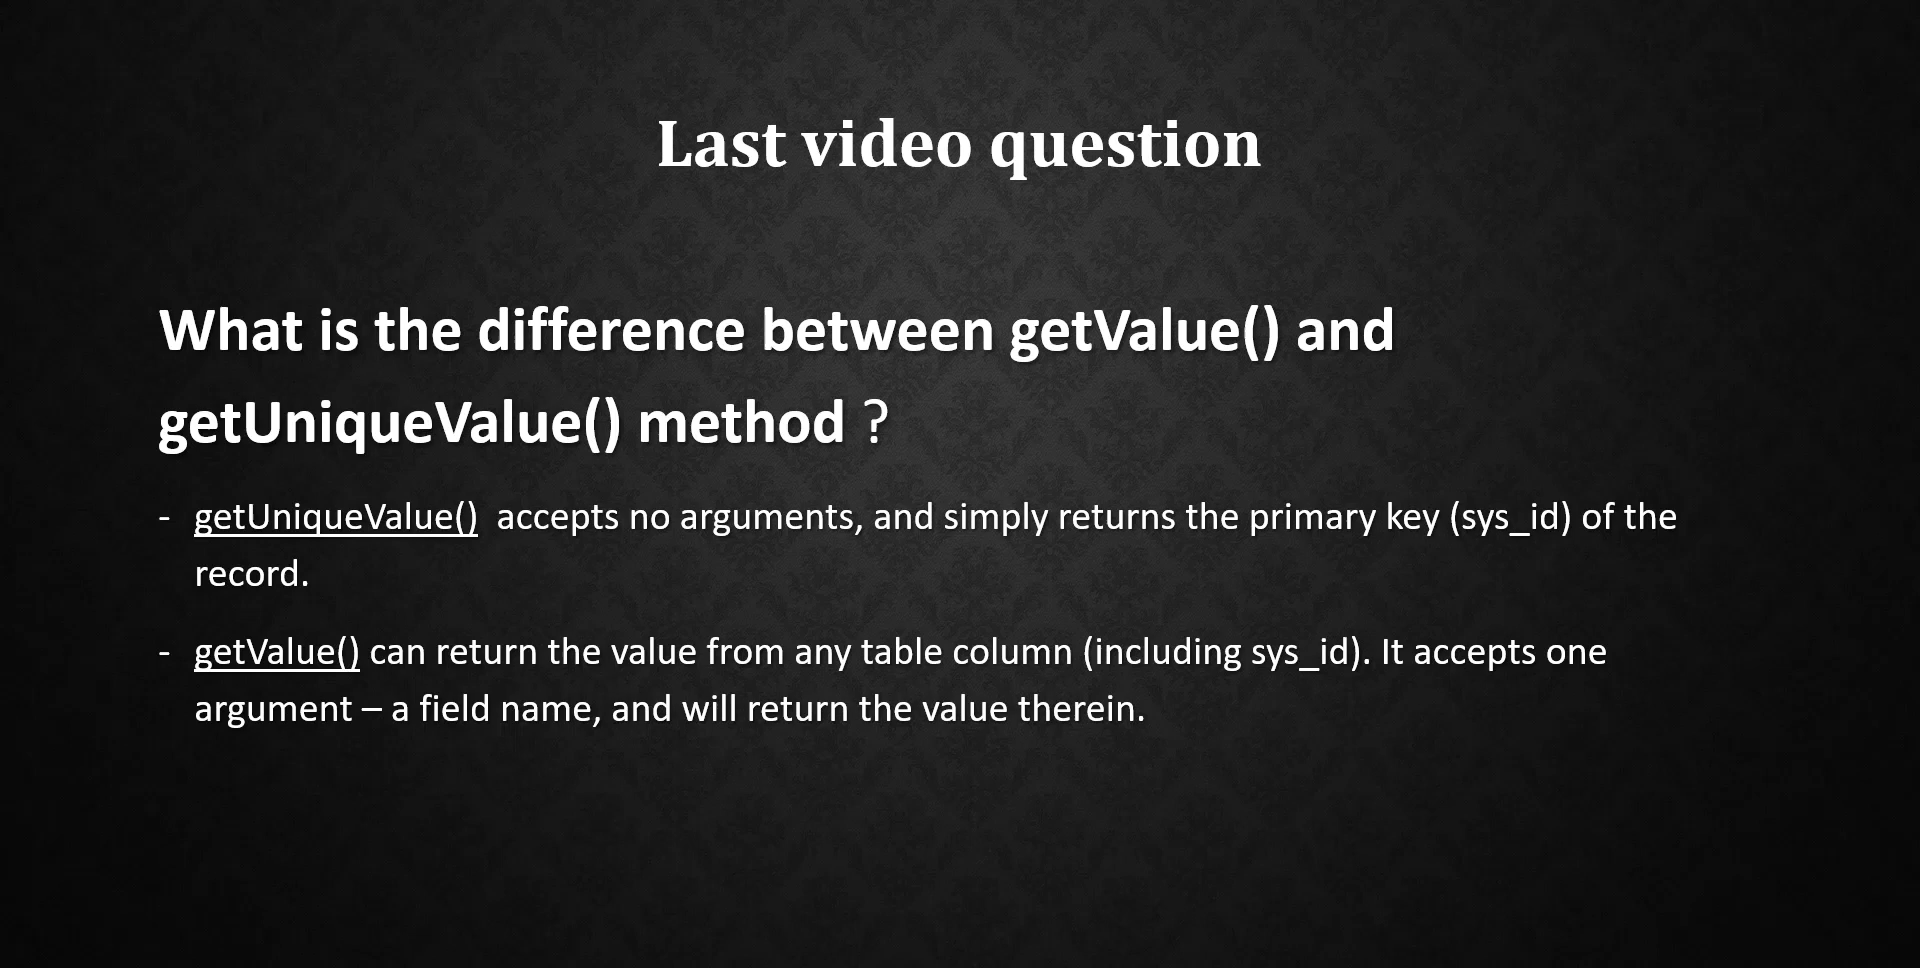 Last video question
What is the difference between getValue() and
getUniqueValue() method ?
- getUniqueValue()  accepts no arguments, and simply returns the primary key (sys_id) of the
record.
- getValue() can return the value from any table column (including sys_id). It accepts one
argument – a field name, and will return the value therein.